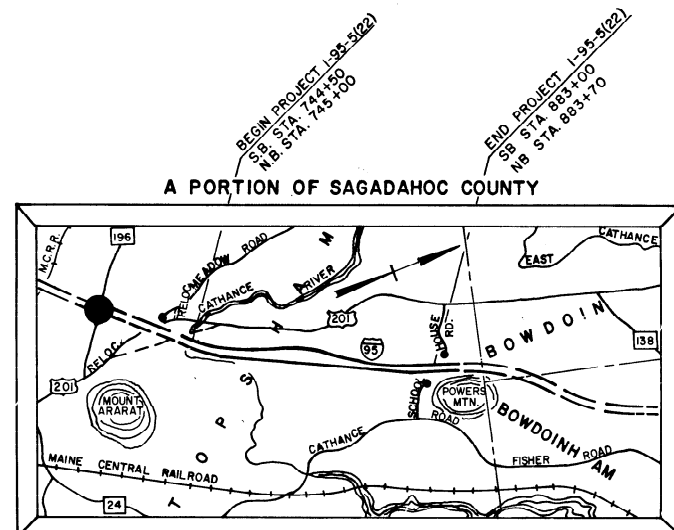 BEGIN PROJECT I-95-5(22)
S.B. STA. 744+50
N.B. STA. 745+00
END PROJECT I-95-5(22)
SB STA. 883+00
NB STA. 883+70
A PORTION OF SAGADAHOC COUNTY
M.C.R.R.
196
RELOC.
MEADOW ROAD
CATHANCE RIVER
EAST CATHANCE
TOPSHAM
201
HOUSE RD.
BOWDOIN
138
RELOC.
95
201
MOUNT ARARAT
SCHOOL
ROAD
POWERS MTN.
BOWDOINHAM
CATHANCE
FISHER ROAD
MAINE CENTRAL RAILROAD
24